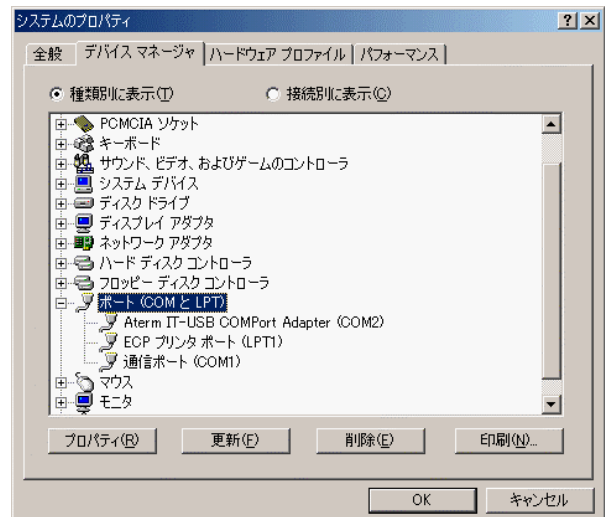 システムのプロパティ
全般 デバイス マネージャ ハードウェア プロファイル パフォーマンス
種類別に表示(T) 接続別に表示(C)
PCMCIA ソケット
キーボード
サウンド、ビデオ、およびゲームのコントローラ
システム デバイス
ディスク ドライブ
ディスプレイ アダプタ
ネットワーク アダプタ
ハード ディスク コントローラ
フロッピー ディスク コントローラ
ポート (COM と LPT)
Aterm IT-USB COMPort Adapter (COM2)
ECP プリンタ ポート (LPT1)
通信ポート (COM1)
マウス
モニタ
プロパティ(R) 更新(F) 削除(E) 印刷(N)...
OK キャンセル